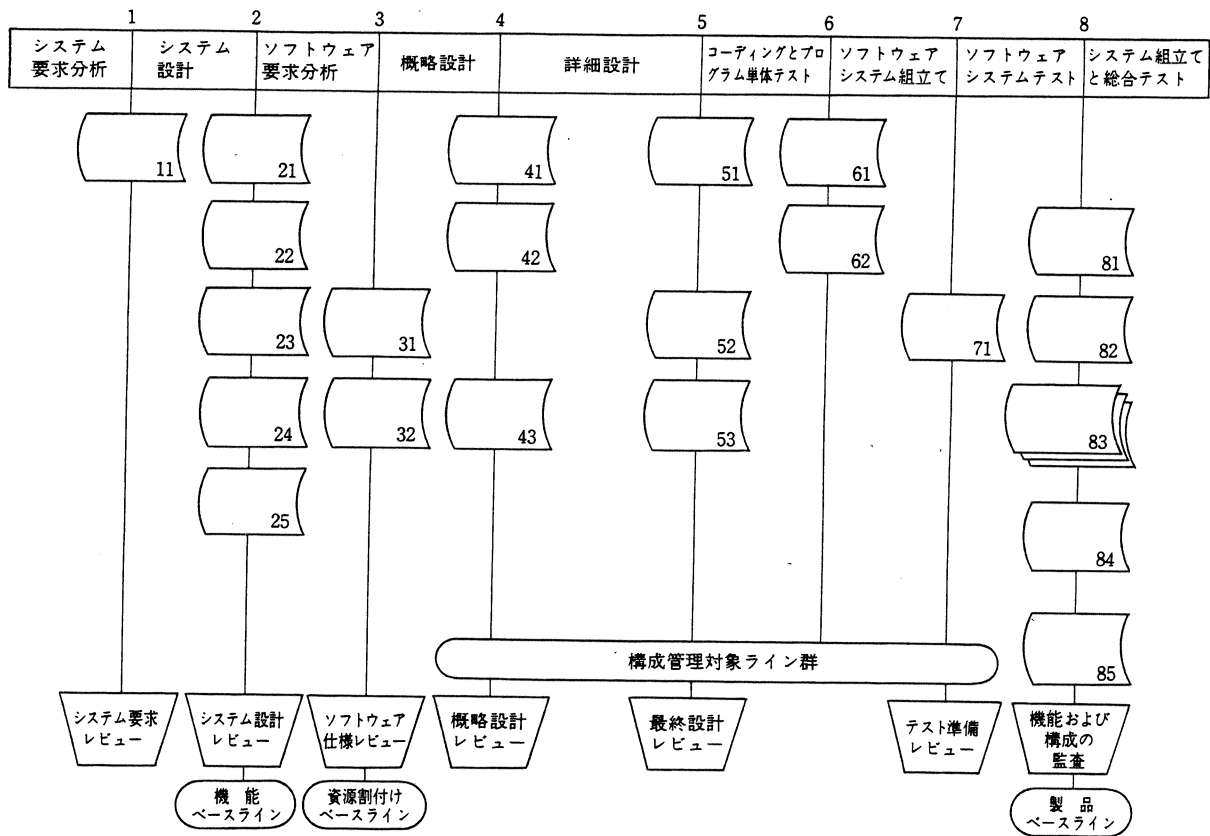 1 2 3 4 5 6 7 8
システム
要求分析
システム
設計
ソフトウェア
要求分析
概略設計
詳細設計
コーディングとプロ
グラム単体テスト
ソフトウェア
システム組立て
ソフトウェア
システムテスト
システム組立て
と総合テスト
11 21 41 51 61
22 42 62 81
23 31 52 71 82
24 32 43 53 83
25 84
85
構成管理対象ライン群
システム要求
レビュー
システム設計
レビュー
ソフトウェア
仕様レビュー
概略設計
レビュー
最終設計
レビュー
テスト準備
レビュー
機能および
構成の
監査
機能
ベースライン
資源割付け
ベースライン
製品
ベースライン